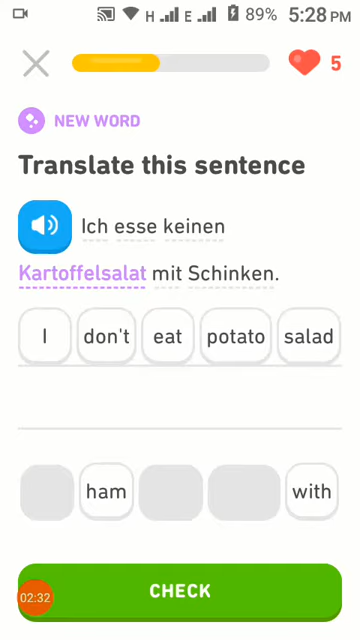 H E 89% 5:28 PM
5
NEW WORD
Translate this sentence
Ich esse keinen
Kartoffelsalat mit Schinken.
I don't eat potato salad
ham with
CHECK
02:32